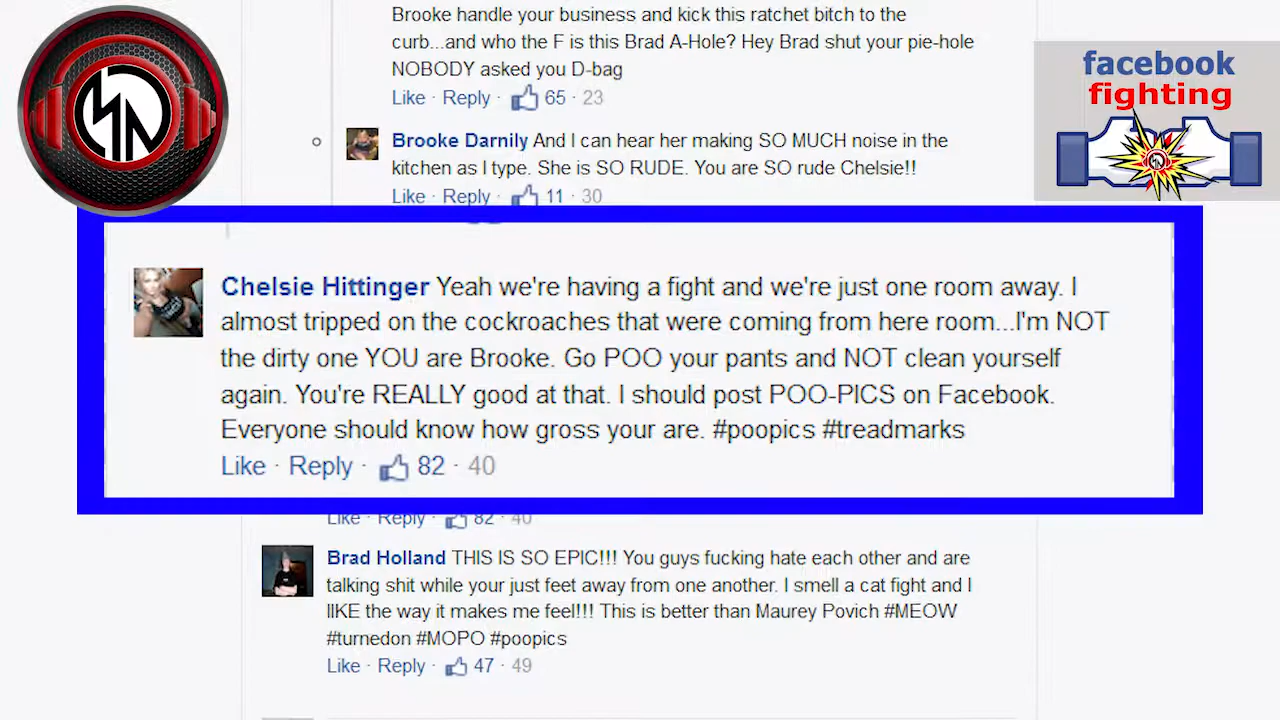 Brooke handle your business and kick this ratchet bitch to the
curb...and who the F is this Brad A-Hole? Hey Brad shut your pie-hole
NOBODY asked you D-bag
Like · Reply · 65 · 23
facebook
fighting
Brooke Darnily And I can hear her making SO MUCH noise in the
kitchen as I type. She is SO RUDE. You are SO rude Chelsie!!
Like · Reply · 11 · 30
Chelsie Hittinger Yeah we're having a fight and we're just one room away. I
almost tripped on the cockroaches that were coming from here room...I'm NOT
the dirty one YOU are Brooke. Go POO your pants and NOT clean yourself
again. You're REALLY good at that. I should post POO-PICS on Facebook.
Everyone should know how gross your are. #poopics #treadmarks
Like · Reply · 82 · 40
Like · Reply · 82 · 40
Brad Holland THIS IS SO EPIC!!! You guys fucking hate each other and are
talking shit while your just feet away from one another. I smell a cat fight and I
lIKE the way it makes me feel!!! This is better than Maurey Povich #MEOW
#turnedon #MOPO #poopics
Like · Reply · 47 · 49